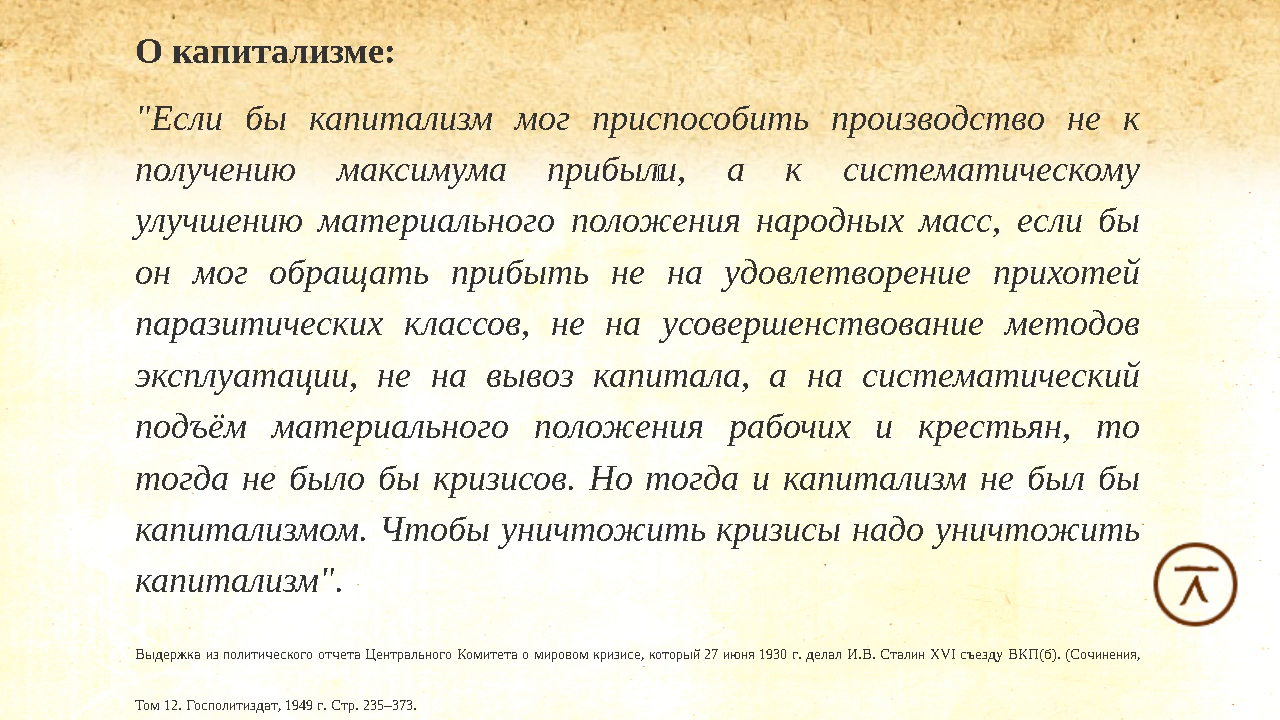 О капитализме:
"Если бы капитализм мог приспособить производство не к
получению максимума прибыли, а к систематическому
улучшению материального положения народных масс, если бы
он мог обращать прибыть не на удовлетворение прихотей
паразитических классов, не на усовершенствование методов
эксплуатации, не на вывоз капитала, а на систематический
подъём материального положения рабочих и крестьян, то
тогда не было бы кризисов. Но тогда и капитализм не был бы
капитализмом. Чтобы уничтожить кризисы надо уничтожить
капитализм".
Выдержка из политического отчета Центрального Комитета о мировом кризисе, который 27 июня 1930 г. делал И.В. Сталин XVI съезду ВКП(б). (Сочинения,
Том 12. Госполитиздат, 1949 г. Стр. 235–373.